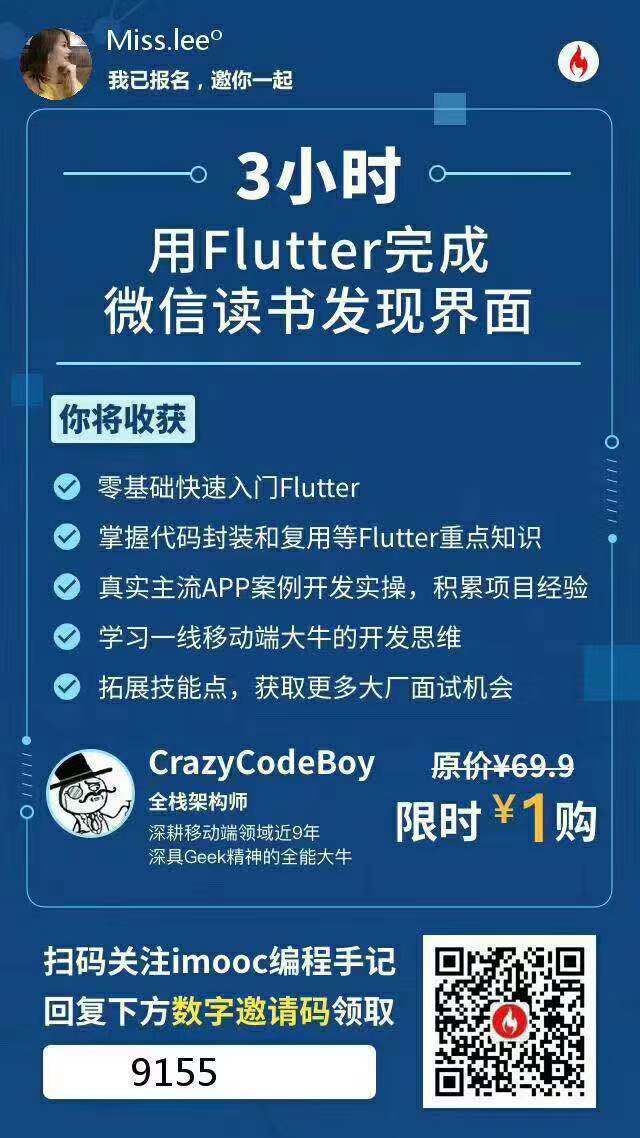 Miss.lee°
我已报名，邀你一起
3小时
用Flutter完成
微信读书发现界面
你将收获
零基础快速入门Flutter
掌握代码封装和复用等Flutter重点知识
真实主流APP案例开发实操，积累项目经验
学习一线移动端大牛的开发思维
拓展技能点，获取更多大厂面试机会
CrazyCodeBoy
全栈架构师
深耕移动端领域近9年
深具Geek精神的全能大牛
原价¥69.9
限时¥1购
扫码关注imooc编程手记
回复下方数字邀请码领取
9155